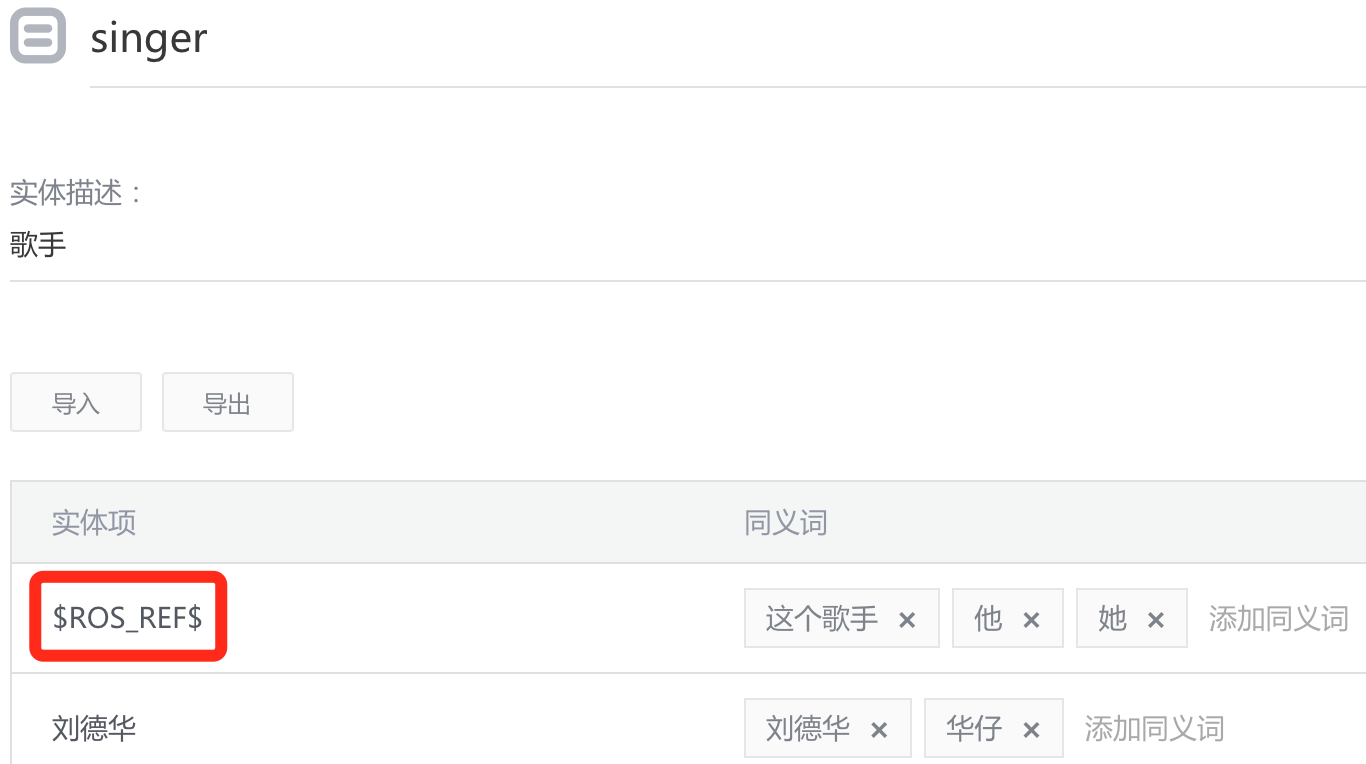 singer
实体描述：
歌手
导入 导出
实体项 同义词
$ROS_REF$ 这个歌手 × 他 × 她 × 添加同义词
刘德华 刘德华 × 华仔 × 添加同义词